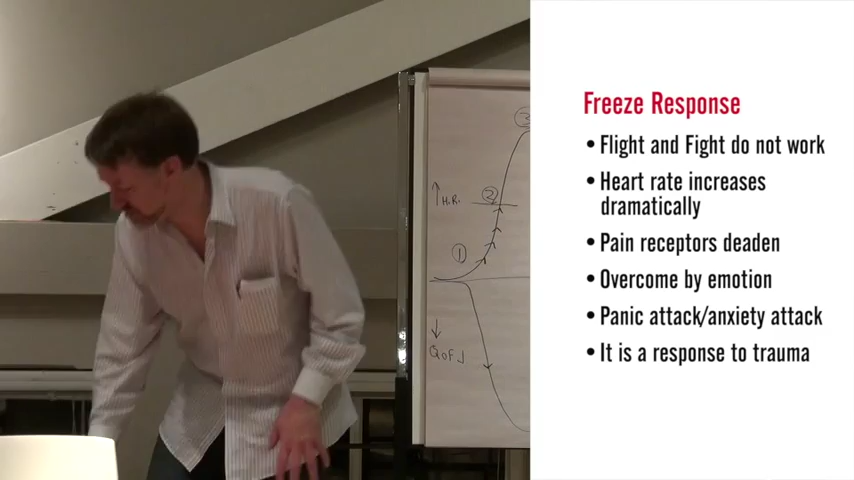 ③
② 
↑ H.R.
①
↓
Q of J
Freeze Response
• Flight and Fight do not work
• Heart rate increases
dramatically
• Pain receptors deaden
• Overcome by emotion
• Panic attack/anxiety attack
• It is a response to trauma